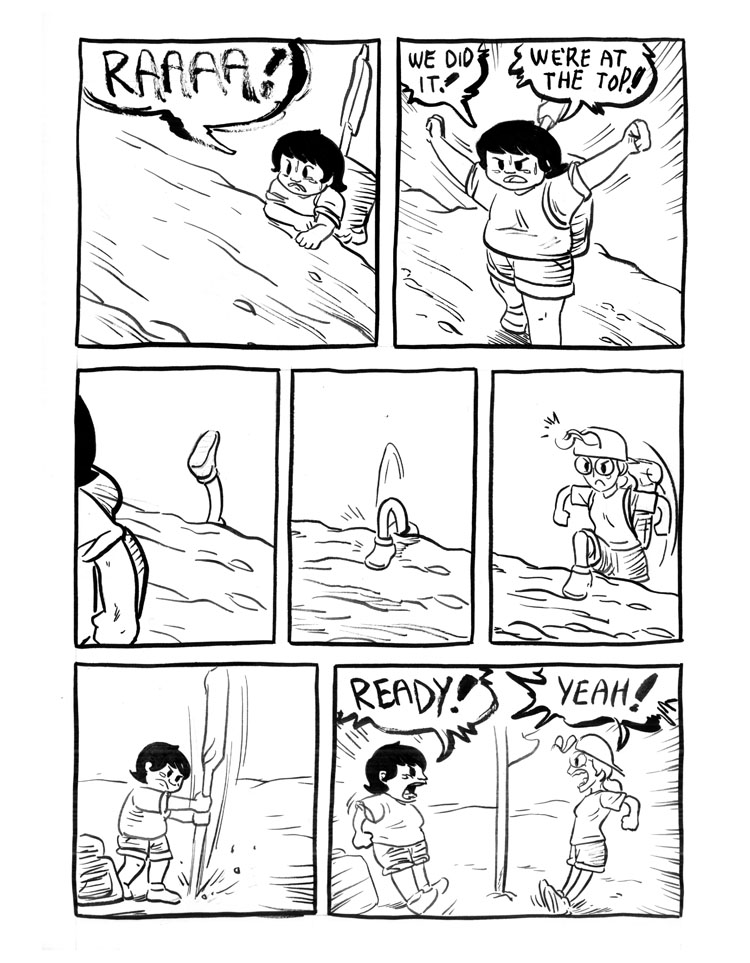 RAAAA!
WE DID
IT!
WE'RE AT
THE TOP!
READY!
YEAH!